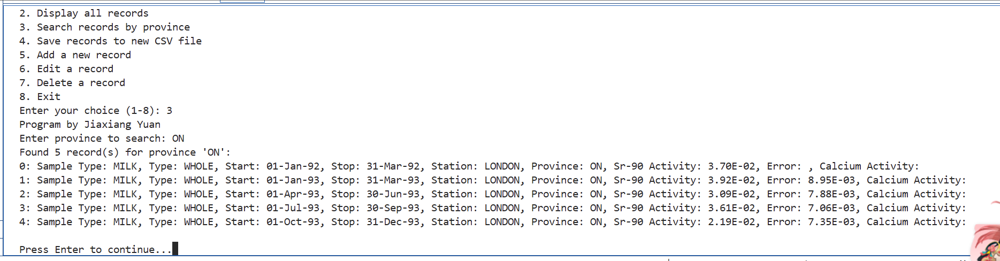 2. Display all records
3. Search records by province
4. Save records to new CSV file
5. Add a new record
6. Edit a record
7. Delete a record
8. Exit
Enter your choice (1-8): 3
Program by Jiaxiang Yuan
Enter province to search: ON
Found 5 record(s) for province 'ON':
0: Sample Type: MILK, Type: WHOLE, Start: 01-Jan-92, Stop: 31-Mar-92, Station: LONDON, Province: ON, Sr-90 Activity: 3.70E-02, Error: , Calcium Activity:
1: Sample Type: MILK, Type: WHOLE, Start: 01-Jan-93, Stop: 31-Mar-93, Station: LONDON, Province: ON, Sr-90 Activity: 3.92E-02, Error: 8.95E-03, Calcium Activity:
2: Sample Type: MILK, Type: WHOLE, Start: 01-Apr-93, Stop: 30-Jun-93, Station: LONDON, Province: ON, Sr-90 Activity: 3.09E-02, Error: 7.88E-03, Calcium Activity:
3: Sample Type: MILK, Type: WHOLE, Start: 01-Jul-93, Stop: 30-Sep-93, Station: LONDON, Province: ON, Sr-90 Activity: 3.61E-02, Error: 7.06E-03, Calcium Activity:
4: Sample Type: MILK, Type: WHOLE, Start: 01-Oct-93, Stop: 31-Dec-93, Station: LONDON, Province: ON, Sr-90 Activity: 2.19E-02, Error: 7.35E-03, Calcium Activity:
Press Enter to continue...